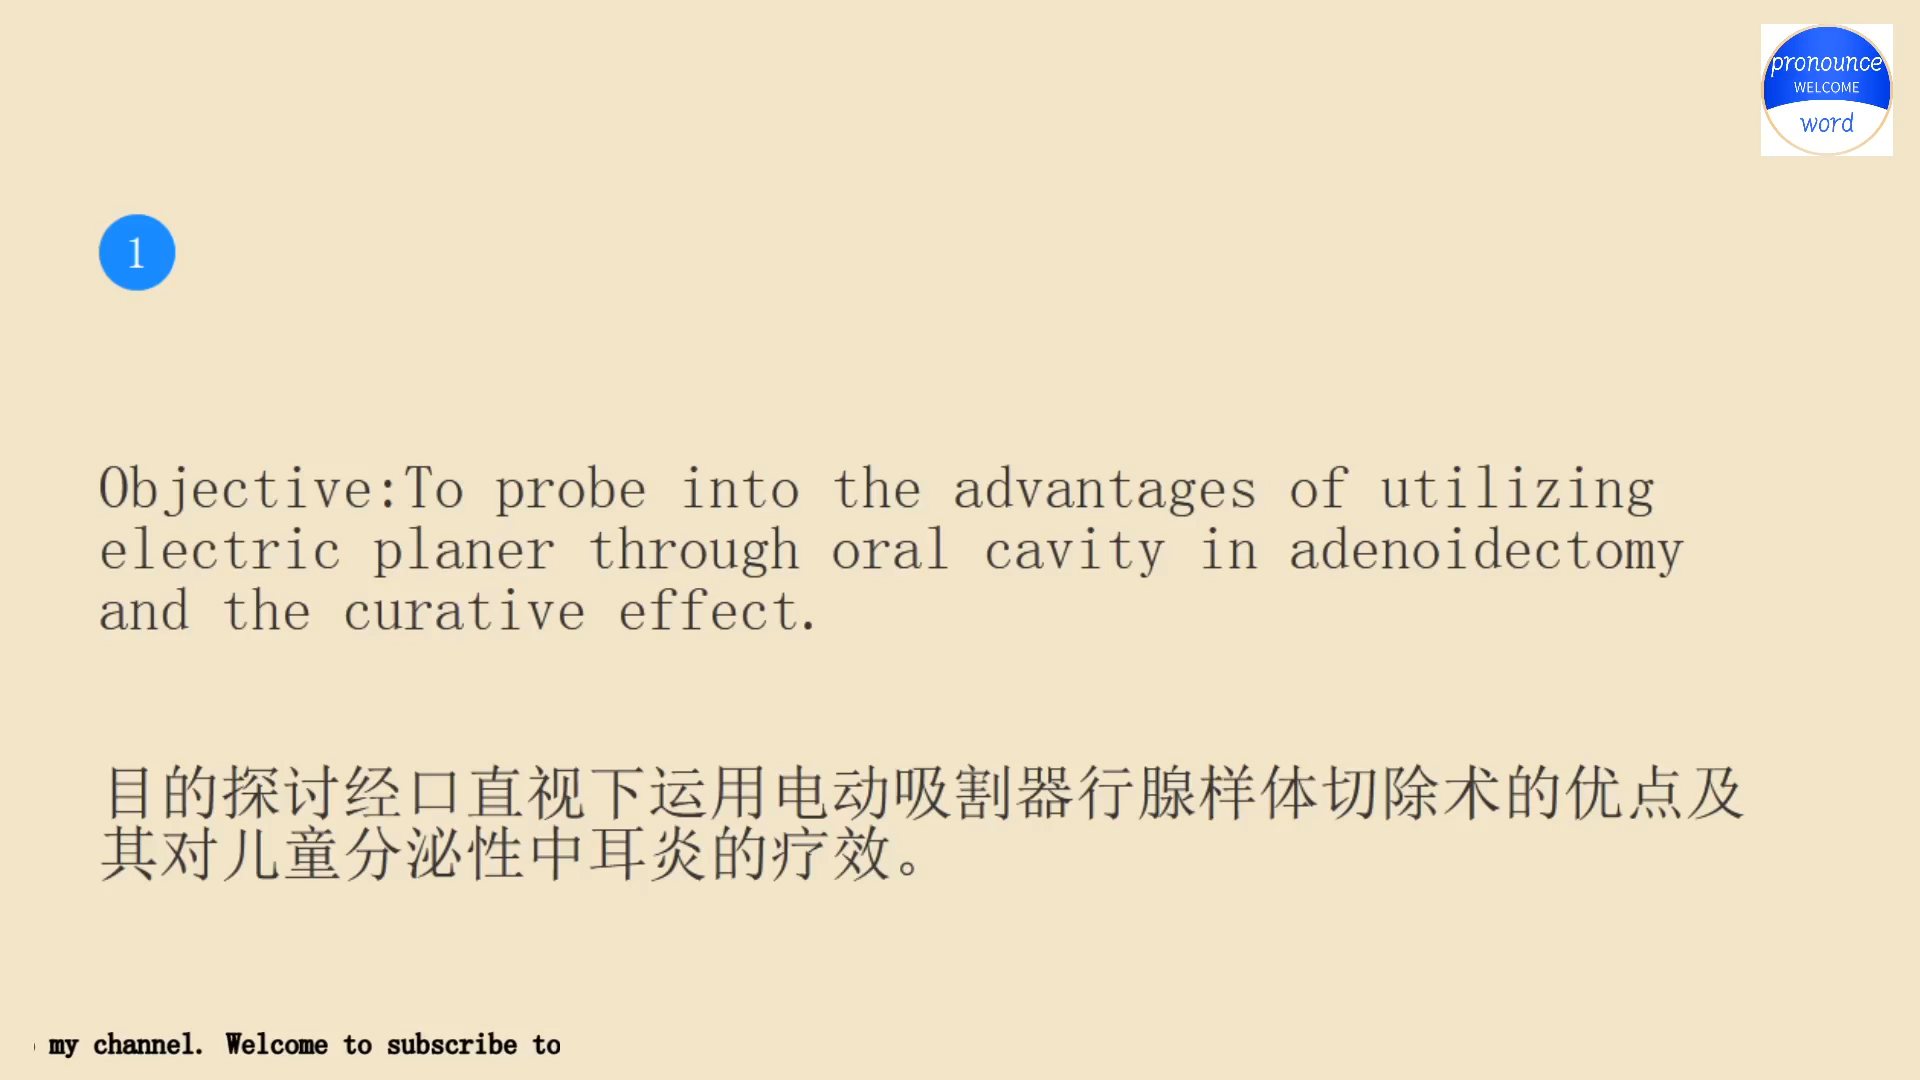 pronounce
WELCOME
word
1
Objective:To probe into the advantages of utilizing
electric planer through oral cavity in adenoidectomy
and the curative effect.
目的探讨经口直视下运用电动吸割器行腺样体切除术的优点及
其对儿童分泌性中耳炎的疗效。
my channel. Welcome to subscribe to